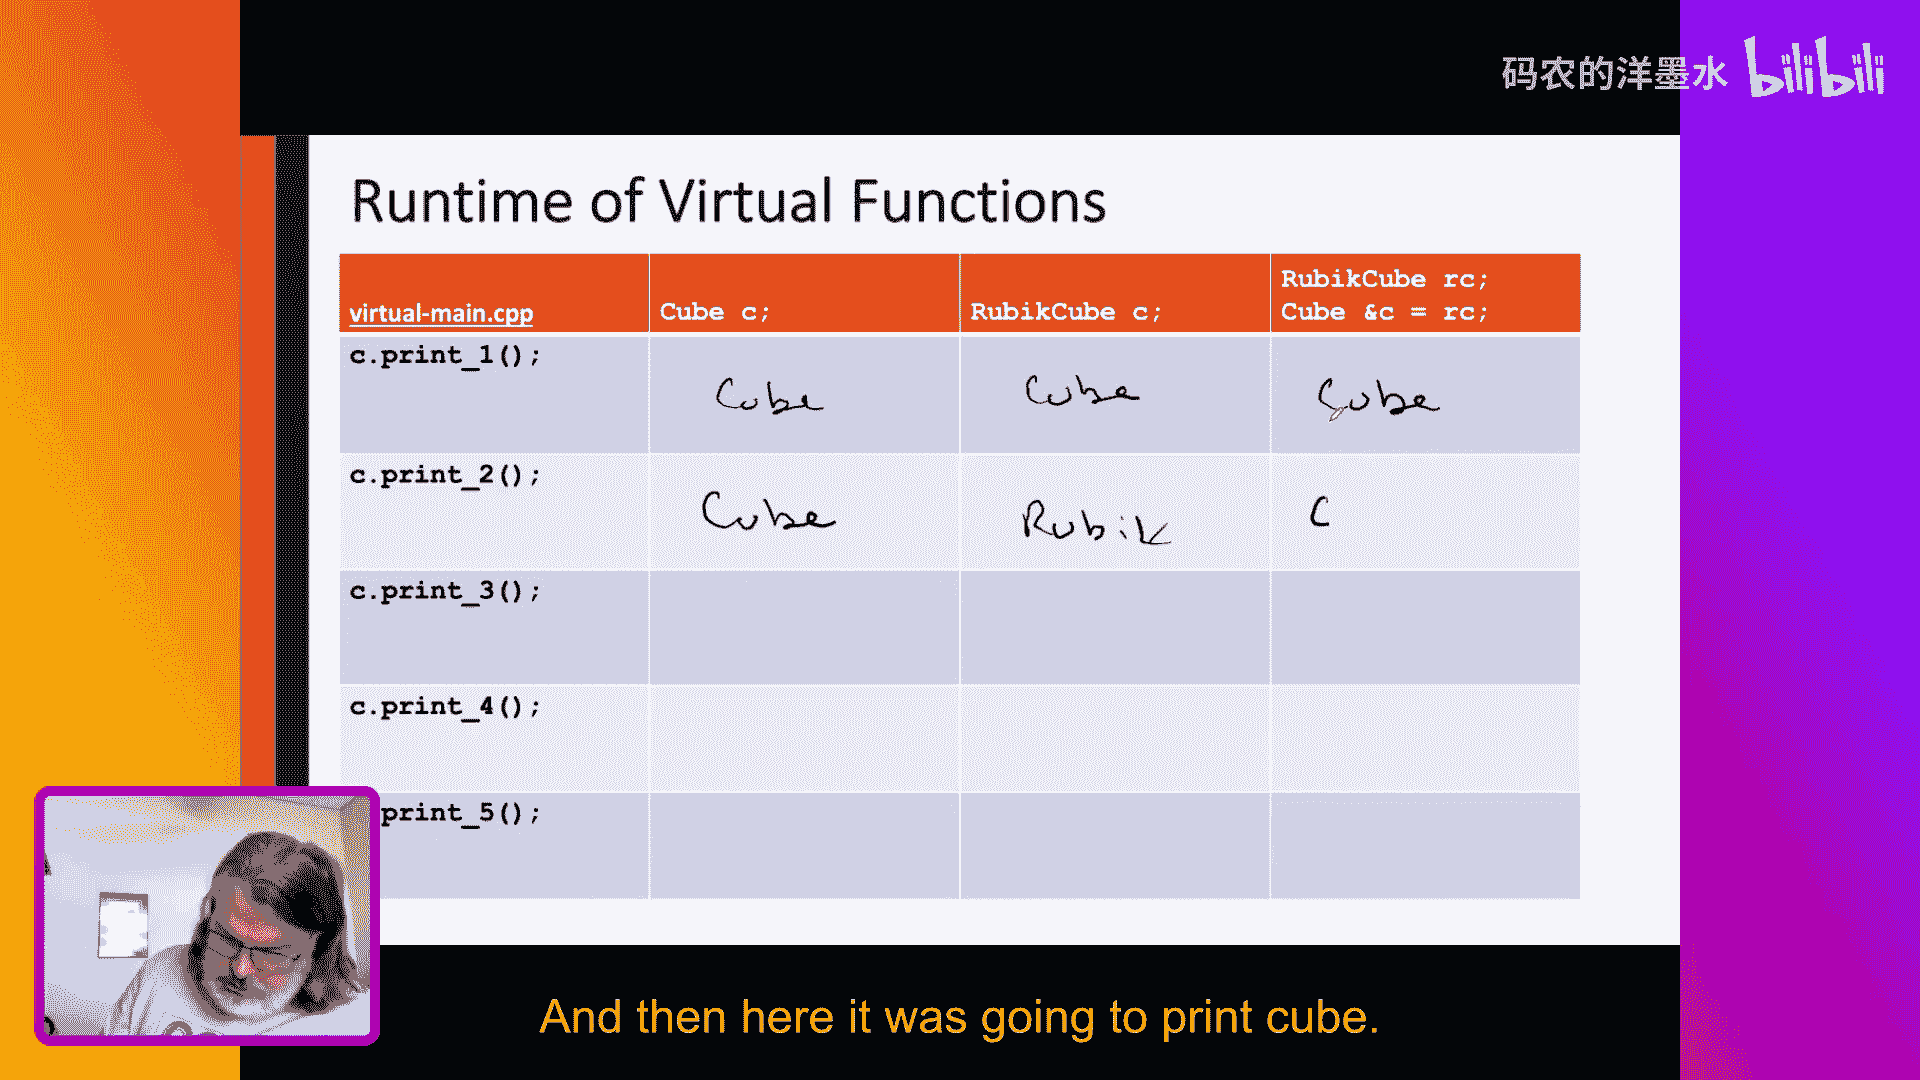 码农的洋墨水 bilibili
Runtime of Virtual Functions
virtual-main.cpp
Cube c;
RubikCube c;
RubikCube rc;
Cube &c = rc;
c.print_1();
Cube
Cube
Cube
c.print_2();
Cube
Rubik
C
c.print_3();
c.print_4();
print_5();
And then here it was going to print cube.